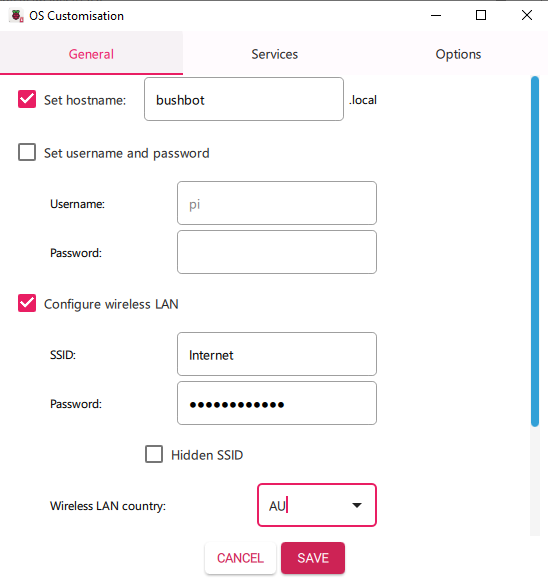 OS Customisation
General Services Options
Set hostname: bushbot .local
Set username and password
Username: pi
Password:
Configure wireless LAN
SSID: Internet
Password: ●●●●●●●●●●●●
Hidden SSID
Wireless LAN country: AU
CANCEL SAVE